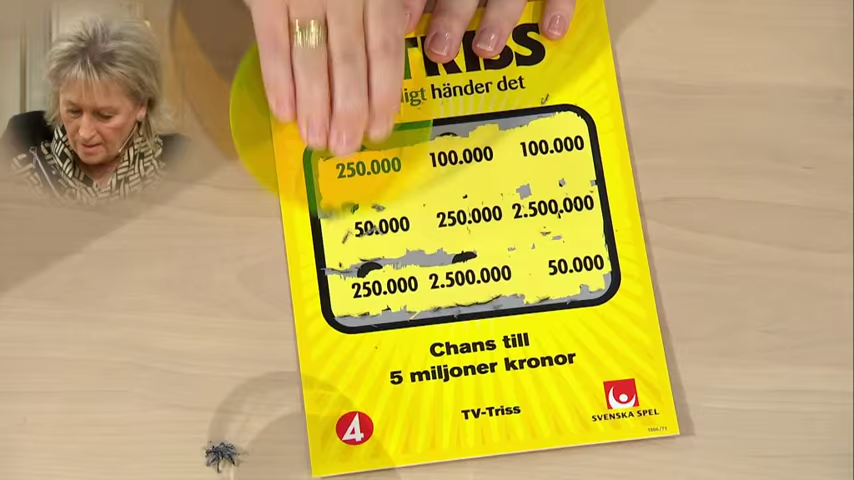 TRISS
igt händer det
250.000 100.000 100.000
50.000 250.000 2.500.000
250.000 2.500.000 50.000
Chans till
5 miljoner kronor
TV-Triss
4
SVENSKA SPEL